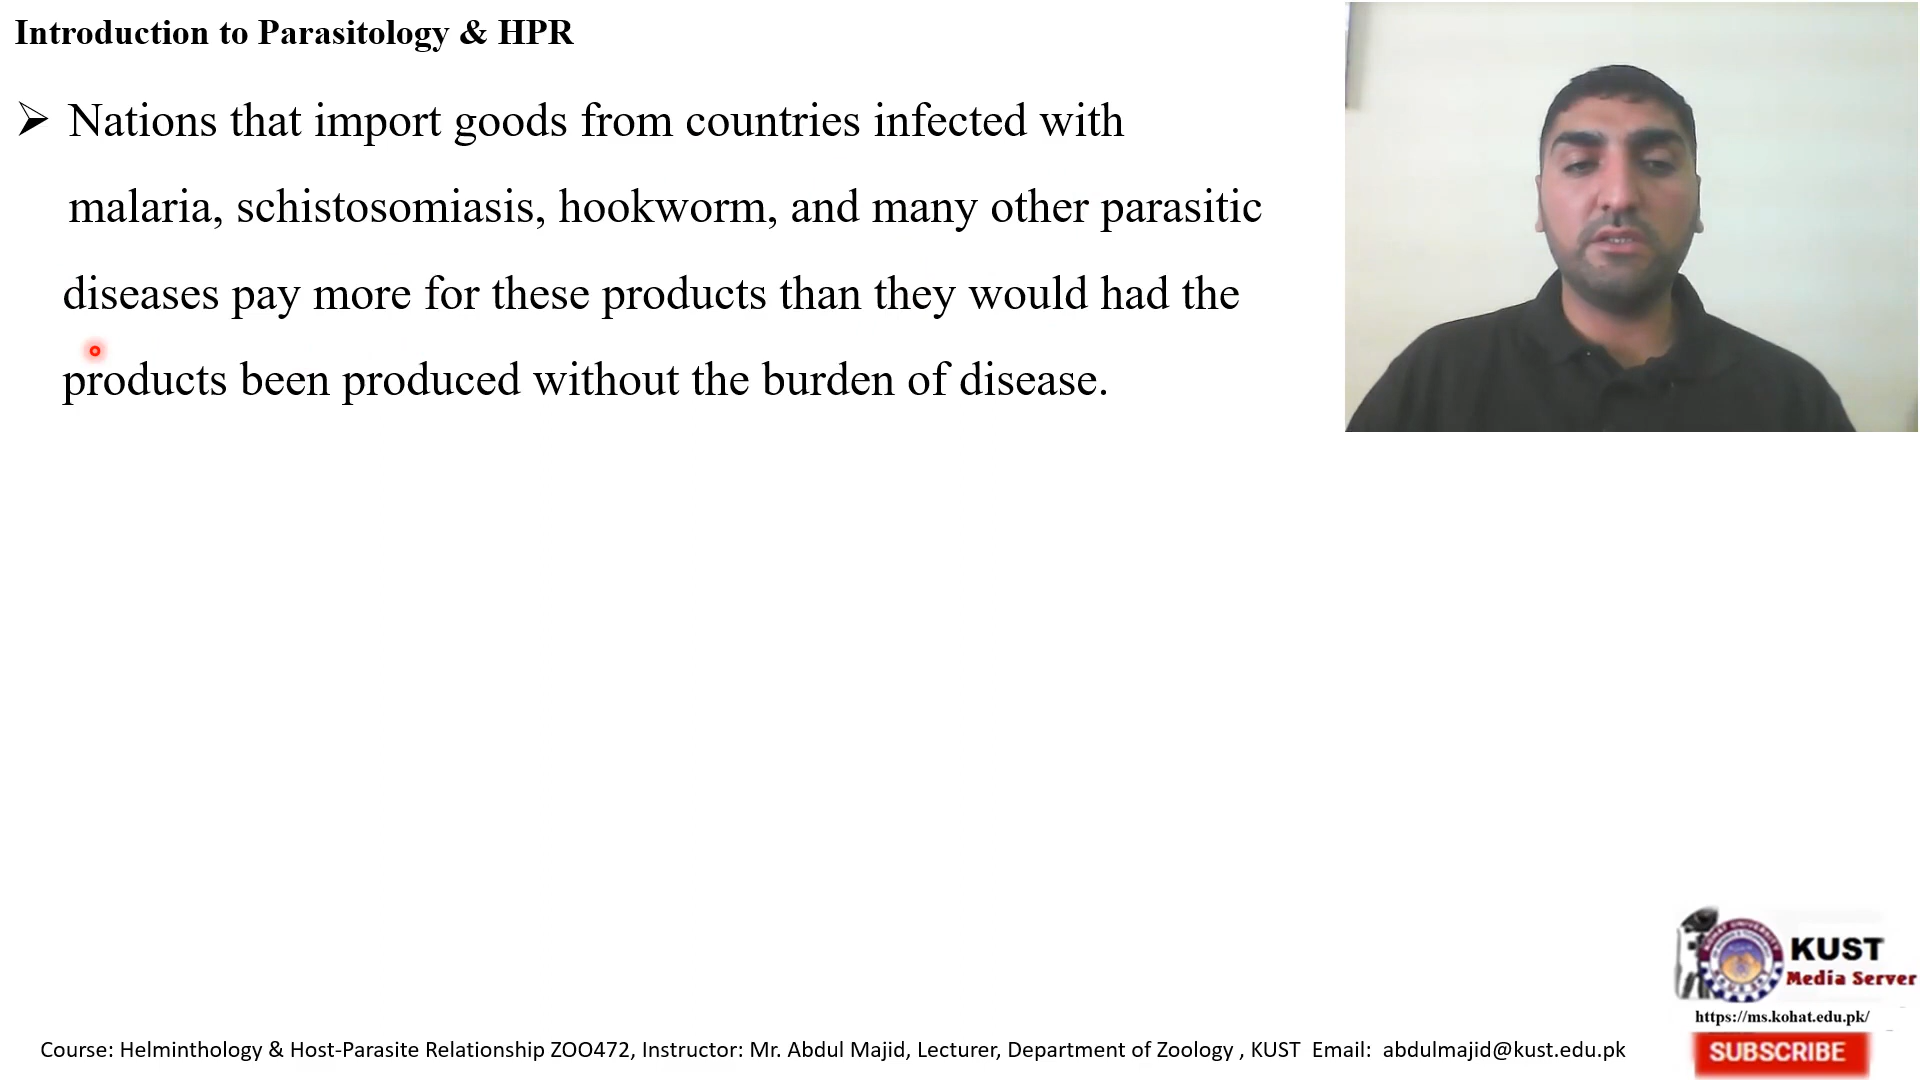 Introduction to Parasitology & HPR
➢ Nations that import goods from countries infected with
malaria, schistosomiasis, hookworm, and many other parasitic
diseases pay more for these products than they would had the
products been produced without the burden of disease.
KUST
Media Server
https://ms.kohat.edu.pk/
SUBSCRIBE
Course: Helminthology & Host-Parasite Relationship ZOO472, Instructor: Mr. Abdul Majid, Lecturer, Department of Zoology , KUST Email: abdulmajid@kust.edu.pk